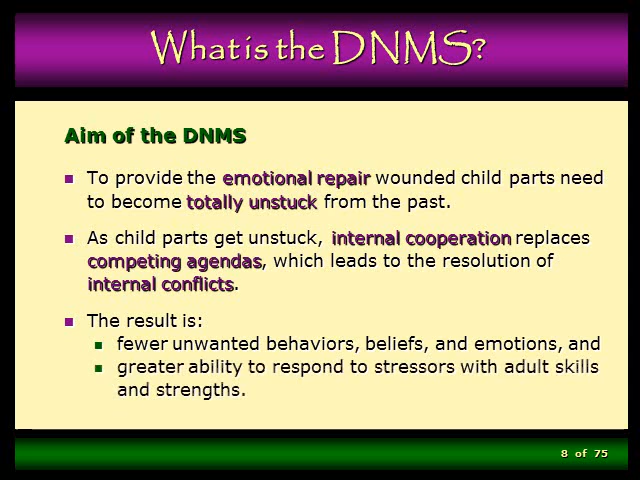 What is the DNMS?
Aim of the DNMS
To provide the emotional repair wounded child parts need
to become totally unstuck from the past.
As child parts get unstuck, internal cooperation replaces
competing agendas, which leads to the resolution of
internal conflicts.
The result is:
fewer unwanted behaviors, beliefs, and emotions, and
greater ability to respond to stressors with adult skills
and strengths.
8 of 75